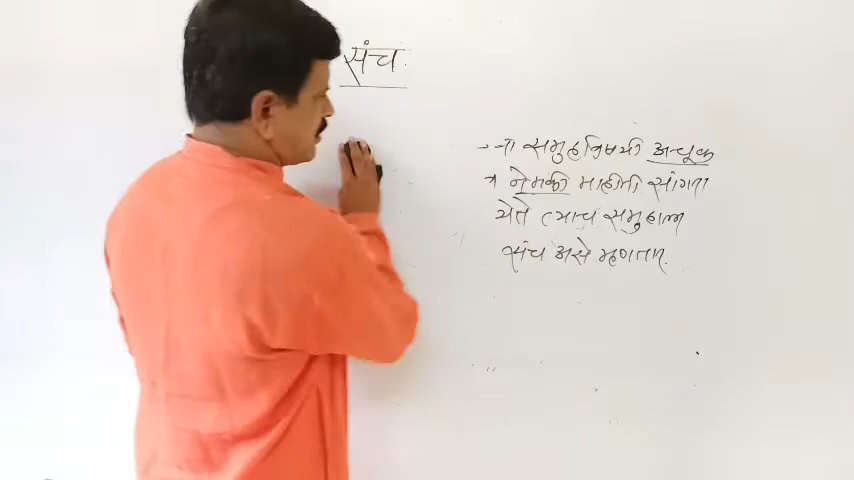 संच
ज्या समुहाविषयी अचूक
व नेमकी माहीती सांगता
येते त्याच समुहाला
संच असे म्हणतात.